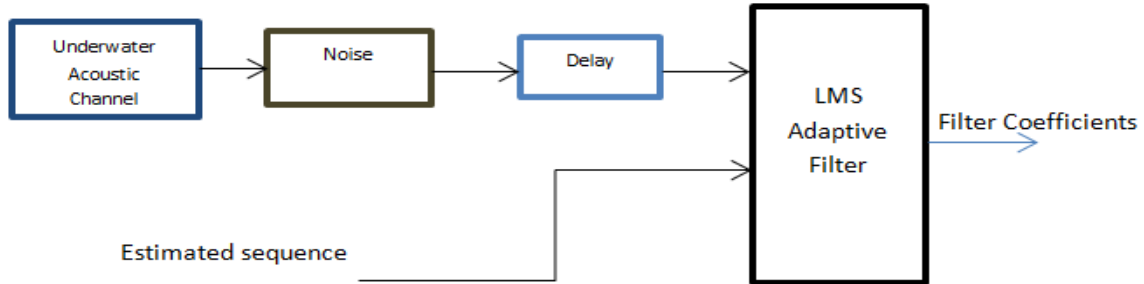 Underwater
Acoustic
Channel
Noise
Delay
LMS
Adaptive
Filter
Filter Coefficients
Estimated sequence